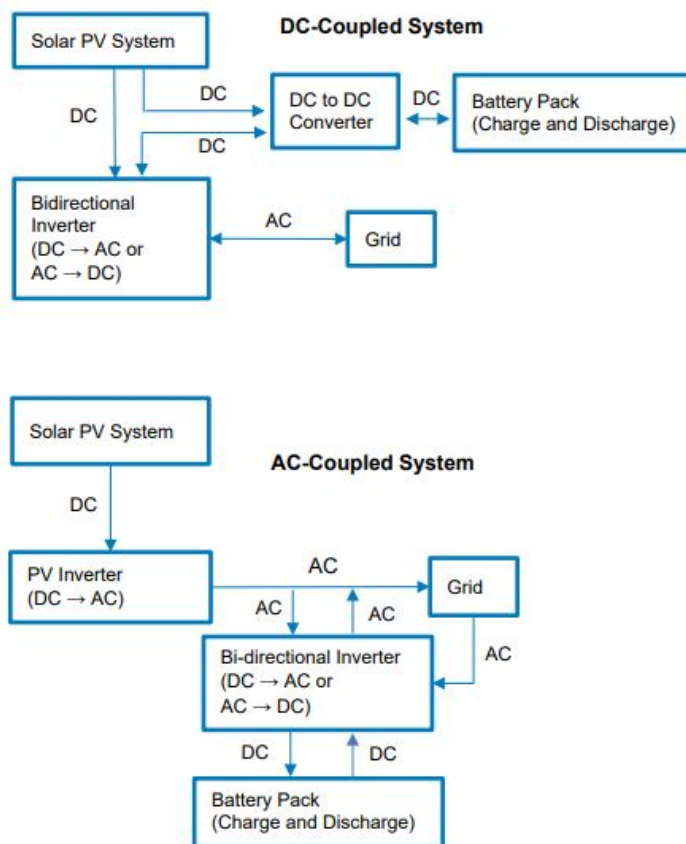 Solar PV System
DC-Coupled System
DC
DC
DC to DC
Converter
DC
Battery Pack
(Charge and Discharge)
DC
Bidirectional
Inverter
(DC → AC or
AC → DC)
AC
Grid
Solar PV System
AC-Coupled System
DC
PV Inverter
(DC → AC)
AC
Grid
AC
AC
AC
Bi-directional Inverter
(DC → AC or
AC → DC)
DC
DC
Battery Pack
(Charge and Discharge)